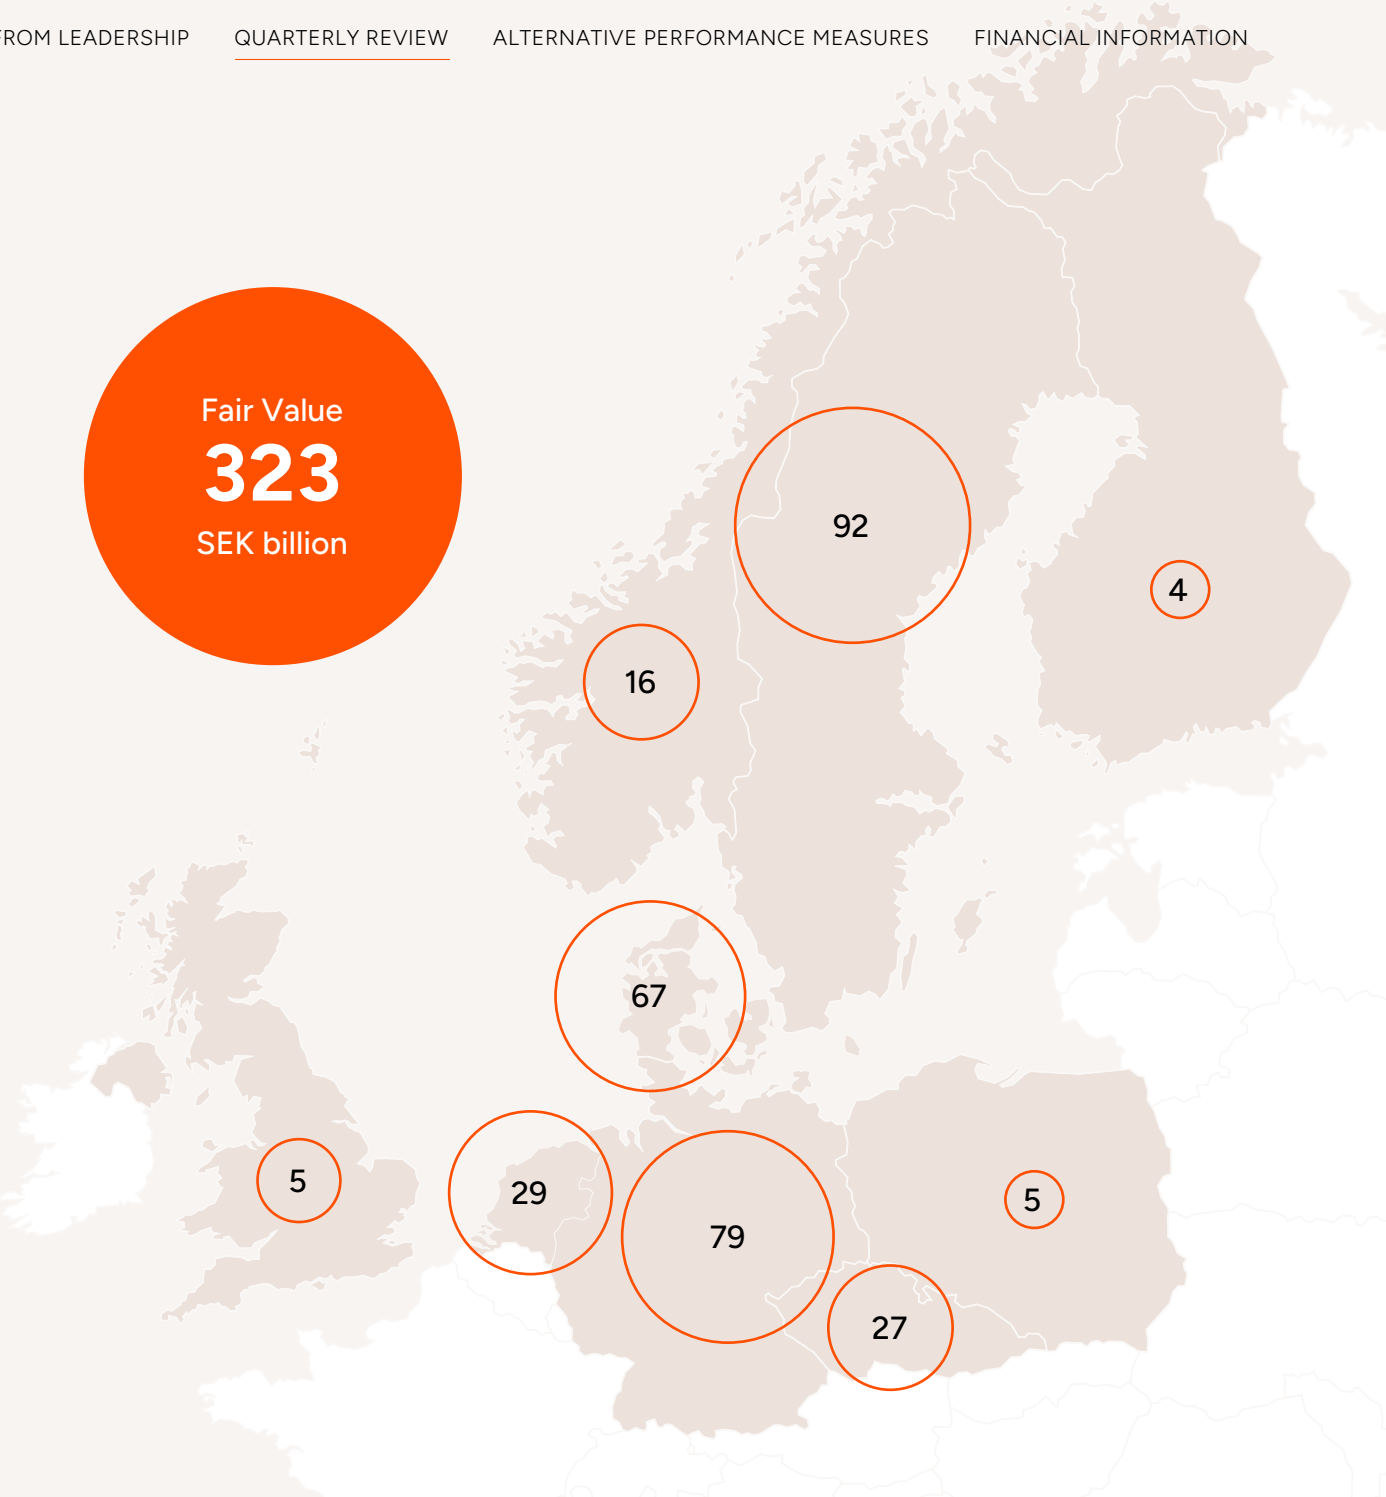 FROM LEADERSHIP
QUARTERLY REVIEW
ALTERNATIVE PERFORMANCE MEASURES
FINANCIAL INFORMATION
Fair Value
323
SEK billion
92
4
16
67
5
29
79
5
27